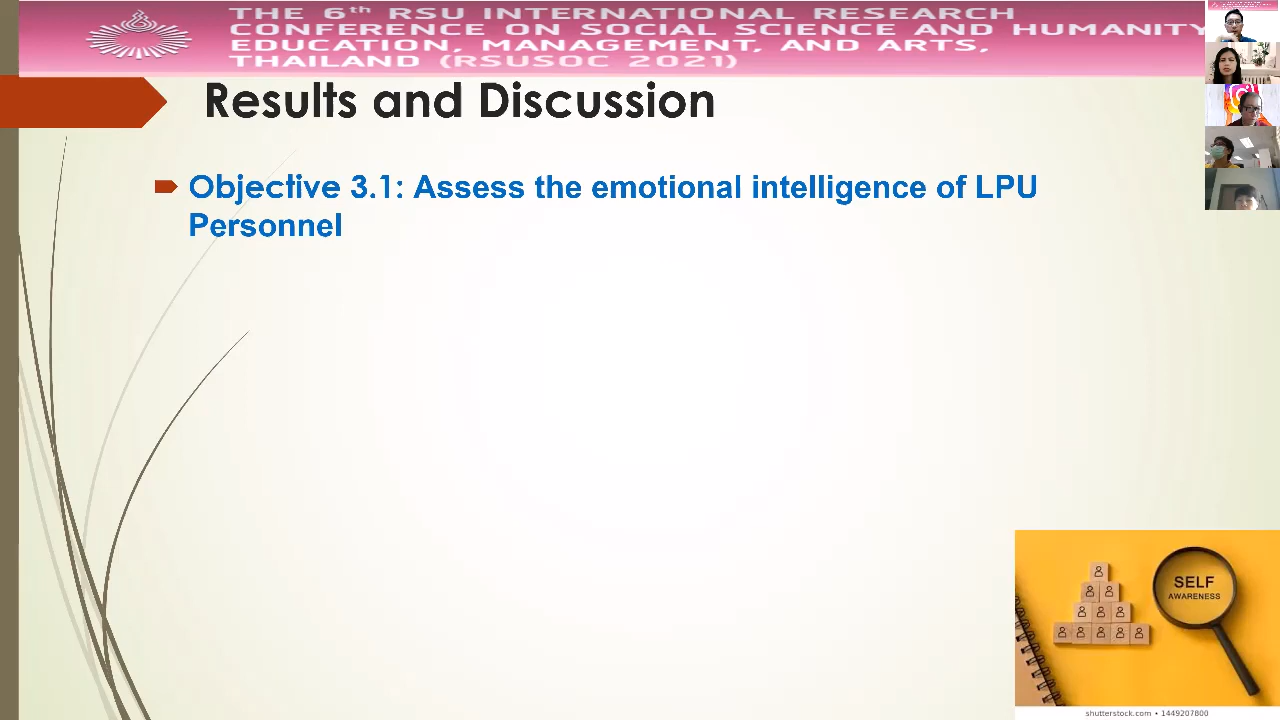 THE 6th RSU INTERNATIONAL RESEARCH
CONFERENCE ON SOCIAL SCIENCE AND HUMANITY
EDUCATION, MANAGEMENT, AND ARTS,
THAILAND (RSUSOC 2021)
Results and Discussion
Objective 3.1: Assess the emotional intelligence of LPU
Personnel
SELF
AWARENESS
shutterstock.com • 1449207800